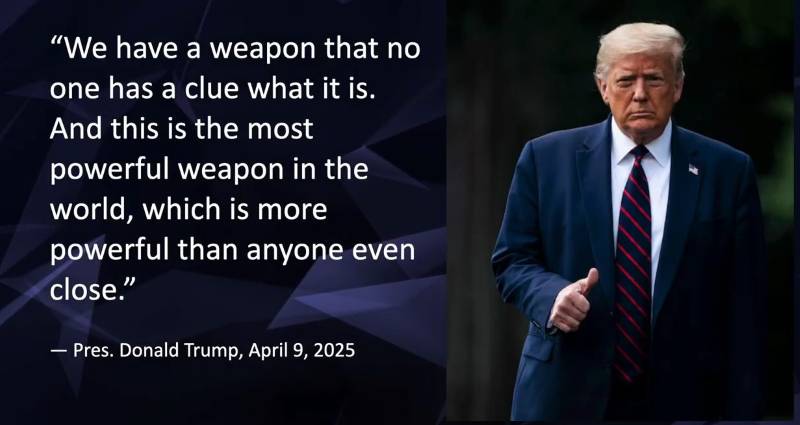 “We have a weapon that no
one has a clue what it is.
And this is the most
powerful weapon in the
world, which is more
powerful than anyone even
close.”
— Pres. Donald Trump, April 9, 2025